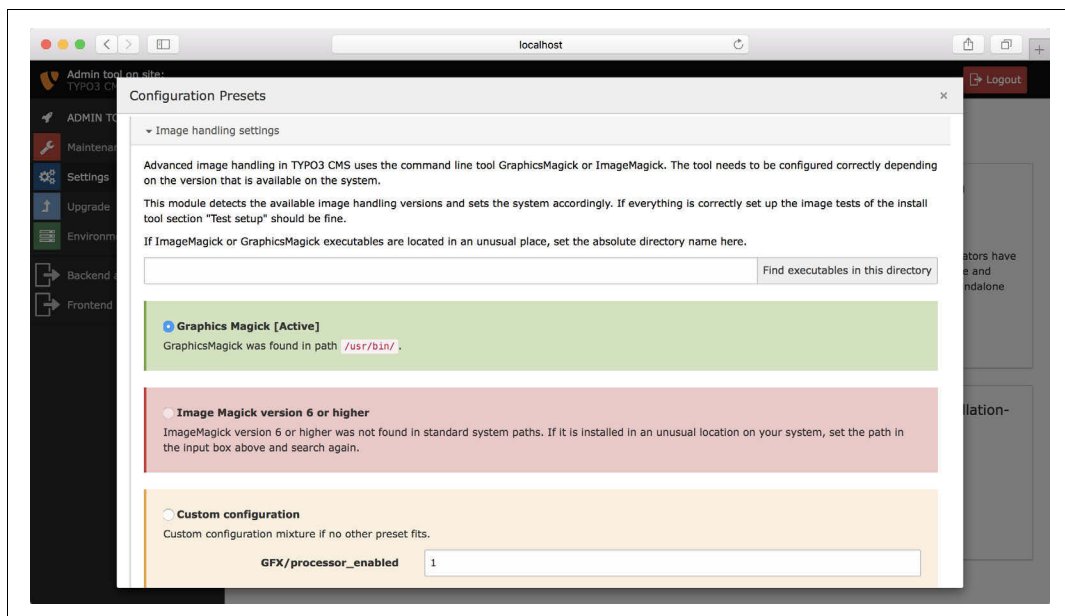 localhost
Admin tool on site:
TYPO3 CM
Logout
Configuration Presets
×
ADMIN TO
Maintenan
Settings
Upgrade
Environm
Backend a
Frontend
Image handling settings
Advanced image handling in TYPO3 CMS uses the command line tool GraphicsMagick or ImageMagick. The tool needs to be configured correctly depending
on the version that is available on the system.
This module detects the available image handling versions and sets the system accordingly. If everything is correctly set up the image tests of the install
tool section "Test setup" should be fine.
If ImageMagick or GraphicsMagick executables are located in an unusual place, set the absolute directory name here.
Find executables in this directory
Graphics Magick [Active]
GraphicsMagick was found in path /usr/bin/ .
Image Magick version 6 or higher
ImageMagick version 6 or higher was not found in standard system paths. If it is installed in an unusual location on your system, set the path in
the input box above and search again.
Custom configuration
Custom configuration mixture if no other preset fits.
GFX/processor_enabled 1
ators have
e and
ndalone
llation-